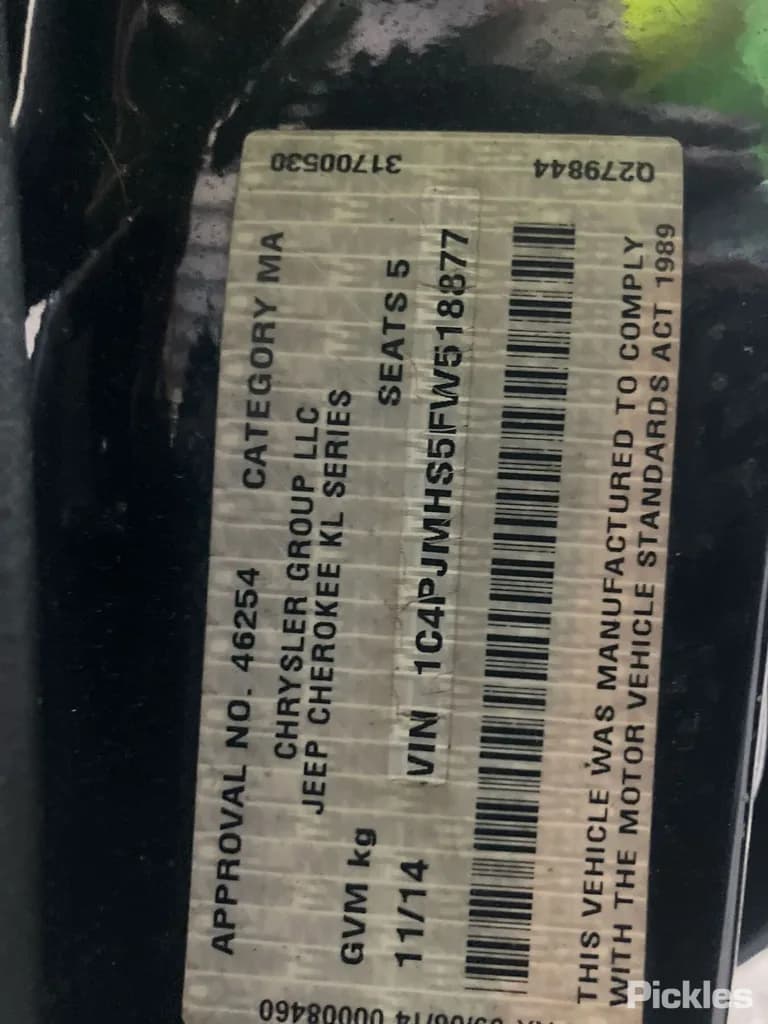 APPROVAL NO. 46254 CATEGORY MA
CHRYSLER GROUP LLC
JEEP CHEROKEE KL SERIES
GVM kg
11/14 SEATS 5
VIN 1C4PJMHS5FW518877
THIS VEHICLE WAS MANUFACTURED TO COMPLY
WITH THE MOTOR VEHICLE STANDARDS ACT 1989
31700530
Q279844
00008460
Pickles